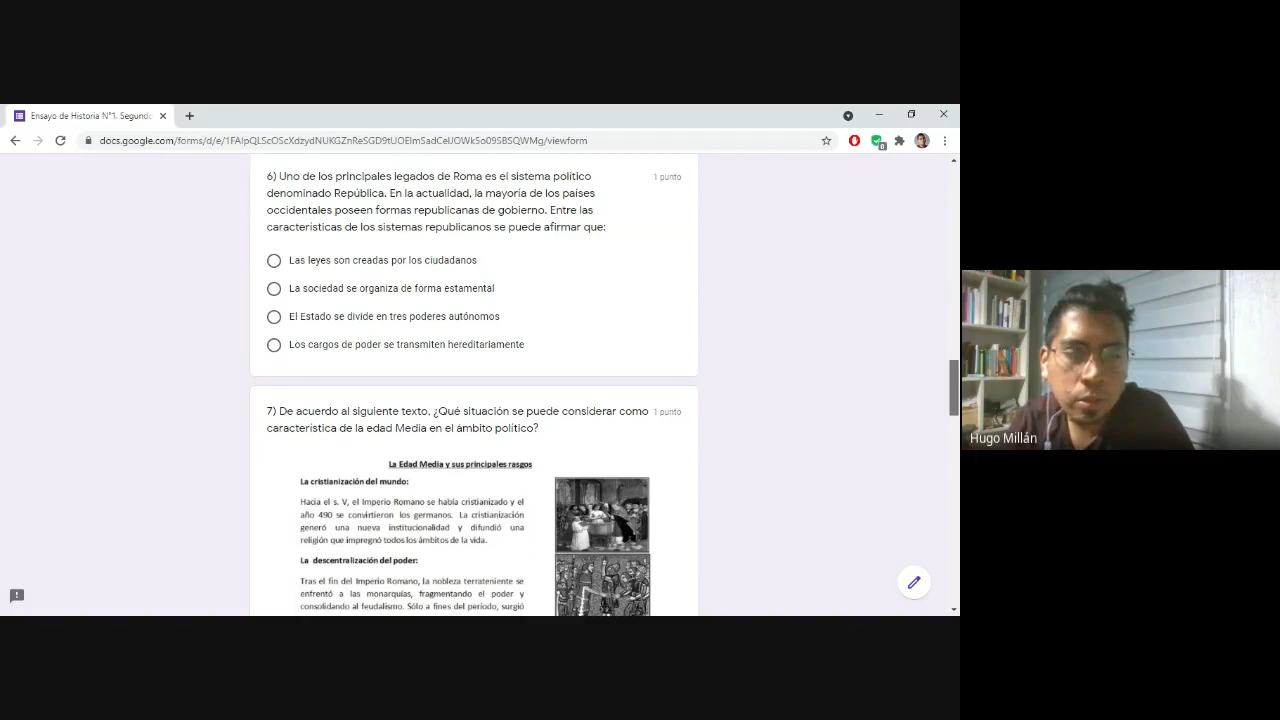 Ensayo de Historia N°1. Segundo
docs.google.com/forms/d/e/1FAIpQLScOScXdzydNUKGZnReSGD9tUOElmSadCelJOWk5o09SBSQWMg/viewform
6) Uno de los principales legados de Roma es el sistema político
1 punto
denominado República. En la actualidad, la mayoría de los países
occidentales poseen formas republicanas de gobierno. Entre las
características de los sistemas republicanos se puede afirmar que:
Las leyes son creadas por los ciudadanos
La sociedad se organiza de forma estamental
El Estado se divide en tres poderes autónomos
Los cargos de poder se transmiten hereditariamente
7) De acuerdo al siguiente texto, ¿Qué situación se puede considerar como
1 punto
característica de la edad Media en el ámbito político?
La Edad Media y sus principales rasgos
La cristianización del mundo:
Hacia el s. V, el Imperio Romano se había cristianizado y el
año 490 se convirtieron los germanos. La cristianización
generó una nueva institucionalidad y difundió una
religión que impregnó todos los ámbitos de la vida.
La descentralización del poder:
Tras el fin del Imperio Romano, la nobleza terrateniente se
enfrentó a las monarquías, fragmentando el poder y
consolidando al feudalismo. Sólo a fines del período, surgió
Hugo Millán